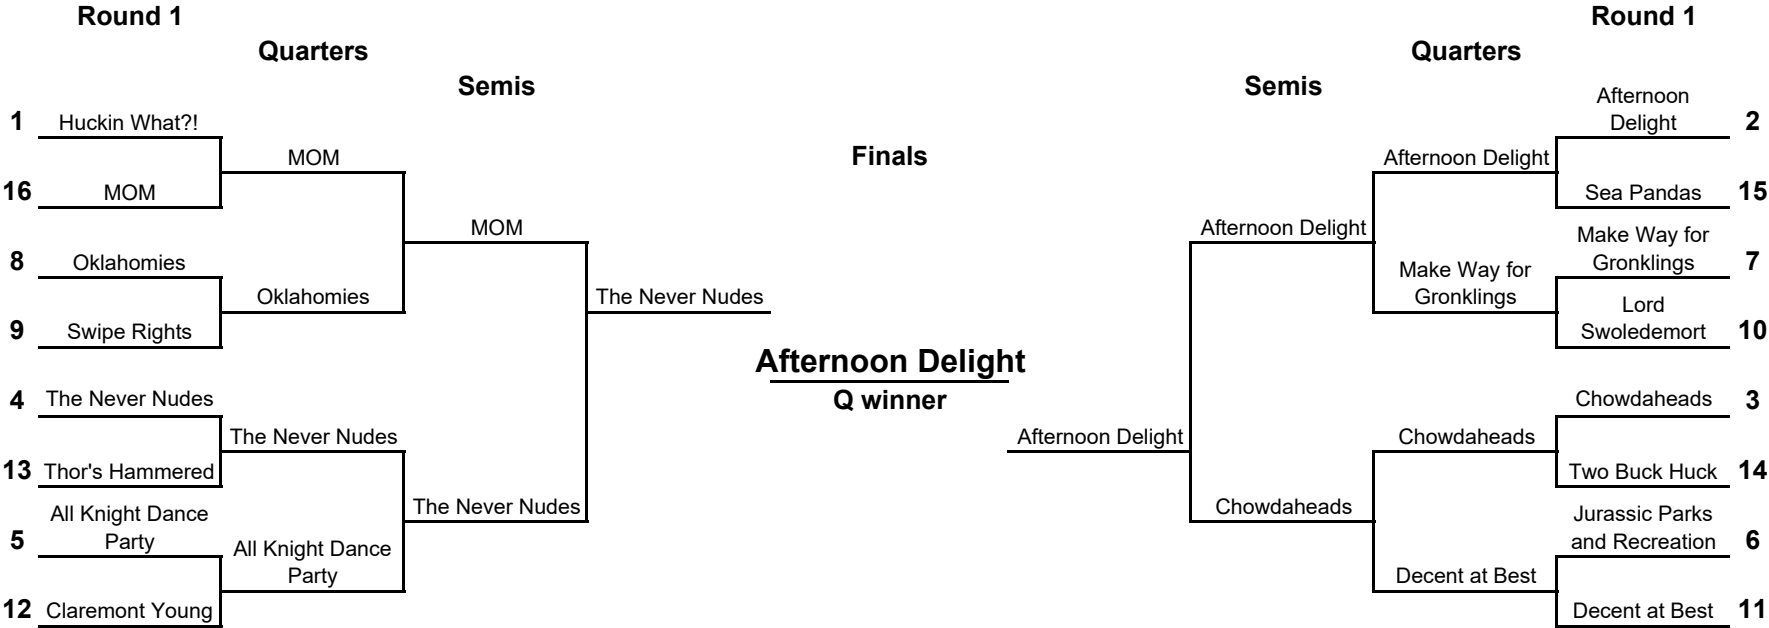 Round 1
Round 1
Quarters
Quarters
Semis
Semis
Finals
1 Huckin What?!
MOM
16 MOM
MOM
8 Oklahomies
Oklahomies
9 Swipe Rights
The Never Nudes
4 The Never Nudes
The Never Nudes
13 Thor's Hammered
The Never Nudes
All Knight Dance
5 Party
All Knight Dance
Party
12 Claremont Young
Afternoon Delight
Q winner
Afternoon
Delight 2
Afternoon Delight
Sea Pandas 15
Afternoon Delight
Make Way for
Gronklings 7
Make Way for
Gronklings
Lord
Swoledemort 10
Afternoon Delight
Chowdaheads 3
Chowdaheads
Two Buck Huck 14
Chowdaheads
Jurassic Parks
and Recreation 6
Decent at Best
Decent at Best 11